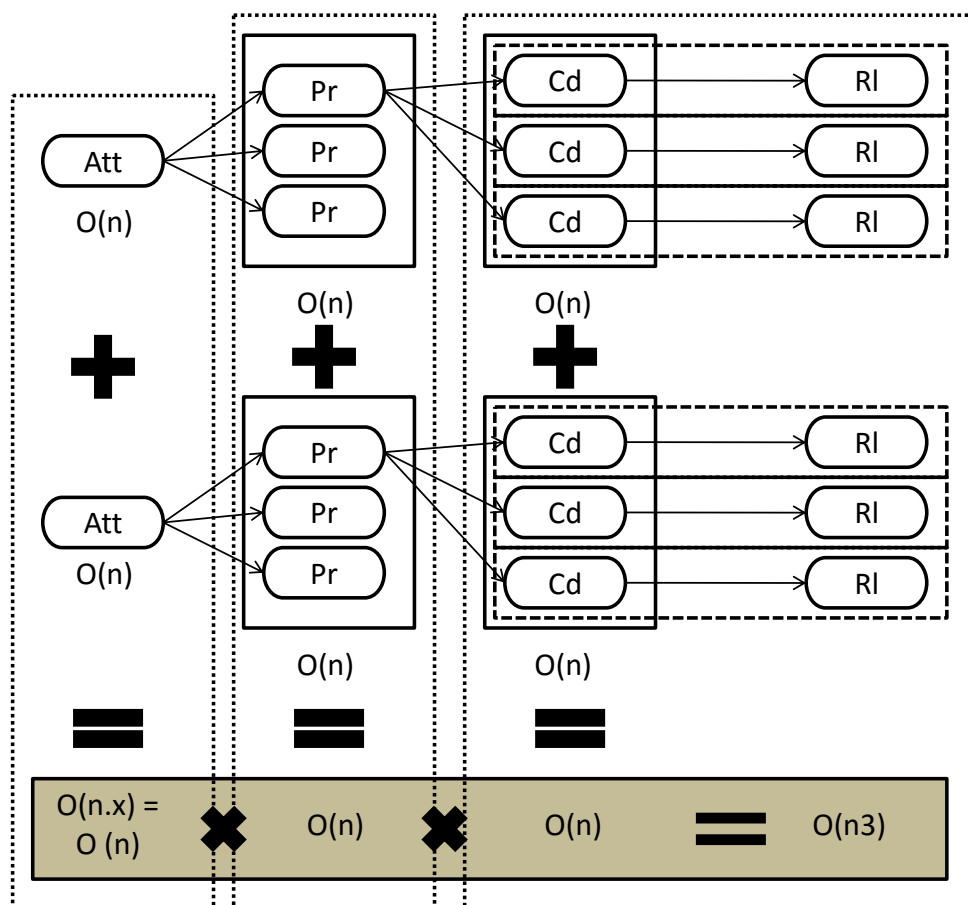 Pr
Cd
Rl
Att
Pr
Cd
Rl
Pr
Cd
Rl
O(n)
O(n)
O(n)
Pr
Cd
Rl
Att
Pr
Cd
Rl
O(n)
Pr
Cd
Rl
O(n)
O(n)
O(n.x) =
O (n)
O(n)
O(n)
O(n3)